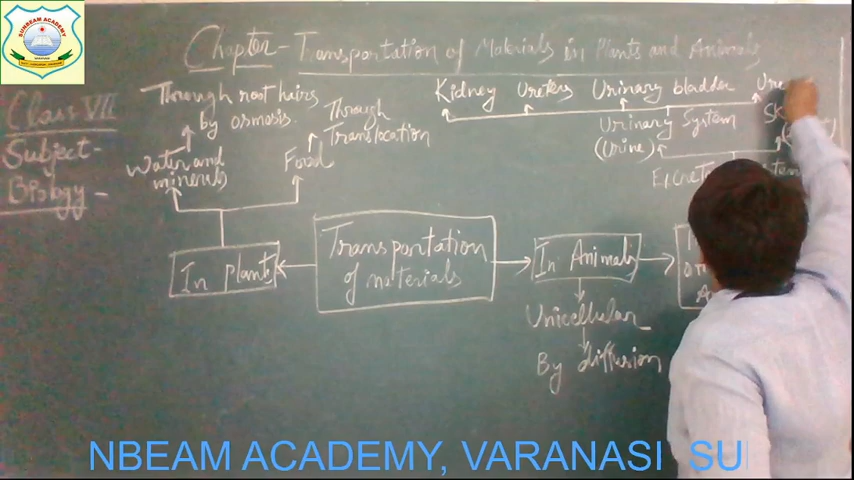 SUNBEAM ACADEMY
Chapter - Transportation of Materials in Plants and Animals
Class VII
Subject-
Biology -
Through root hairs
by osmosis.
Through
Translocation
Water and
minerals
Food
Kidney Ureters Urinary bladder
Urinary System
(Urine)
In Plants
Transportation
of materials
In Animals
Unicellular
By diffusion
NBEAM ACADEMY, VARANASI SU